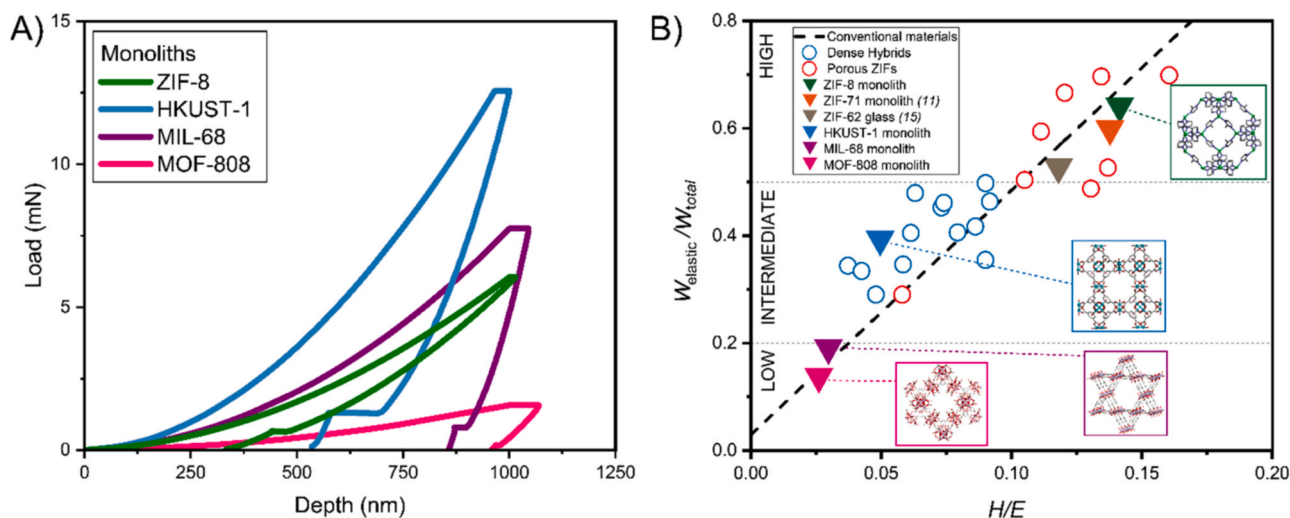 A)
Monoliths
ZIF-8
HKUST-1
MIL-68
MOF-808
Load (mN)
15
10
5
0
0 250 500 750 1000 1250
Depth (nm)
B)
Conventional materials
Dense Hybrids
Porous ZIFs
ZIF-8 monolith
ZIF-71 monolith (11)
ZIF-62 glass (15)
HKUST-1 monolith
MIL-68 monolith
MOF-808 monolith
HIGH
INTERMEDIATE
LOW
Welastic/Wtotal
0.8
0.6
0.4
0.2
0.0
0.00 0.05 0.10 0.15 0.20
H/E